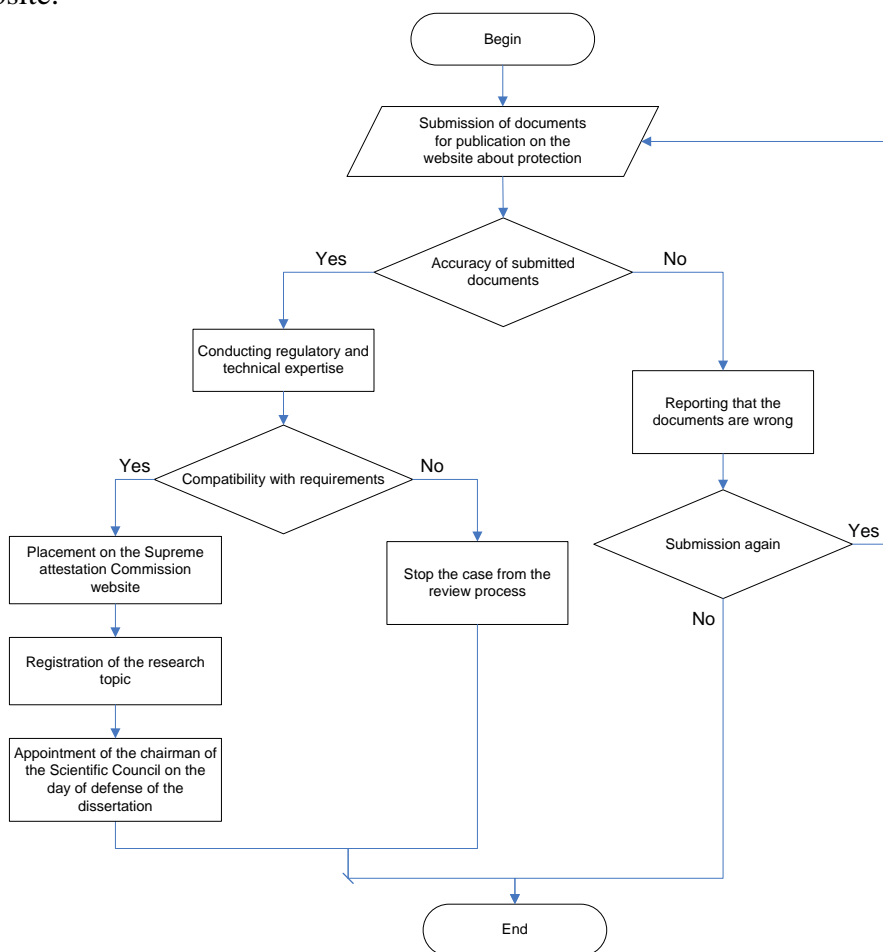 Begin
Submission of documents
for publication on the
website about protection
Yes
Accuracy of submitted
documents
No
Conducting regulatory and
technical expertise
Reporting that the
documents are wrong
Yes
Compatibility with requirements
No
Submission again
Yes
Placement on the Supreme
attestation Commission
website
Stop the case from the
review process
No
Registration of the research
topic
Appointment of the chairman of
the Scientific Council on the
day of defense of the
dissertation
End